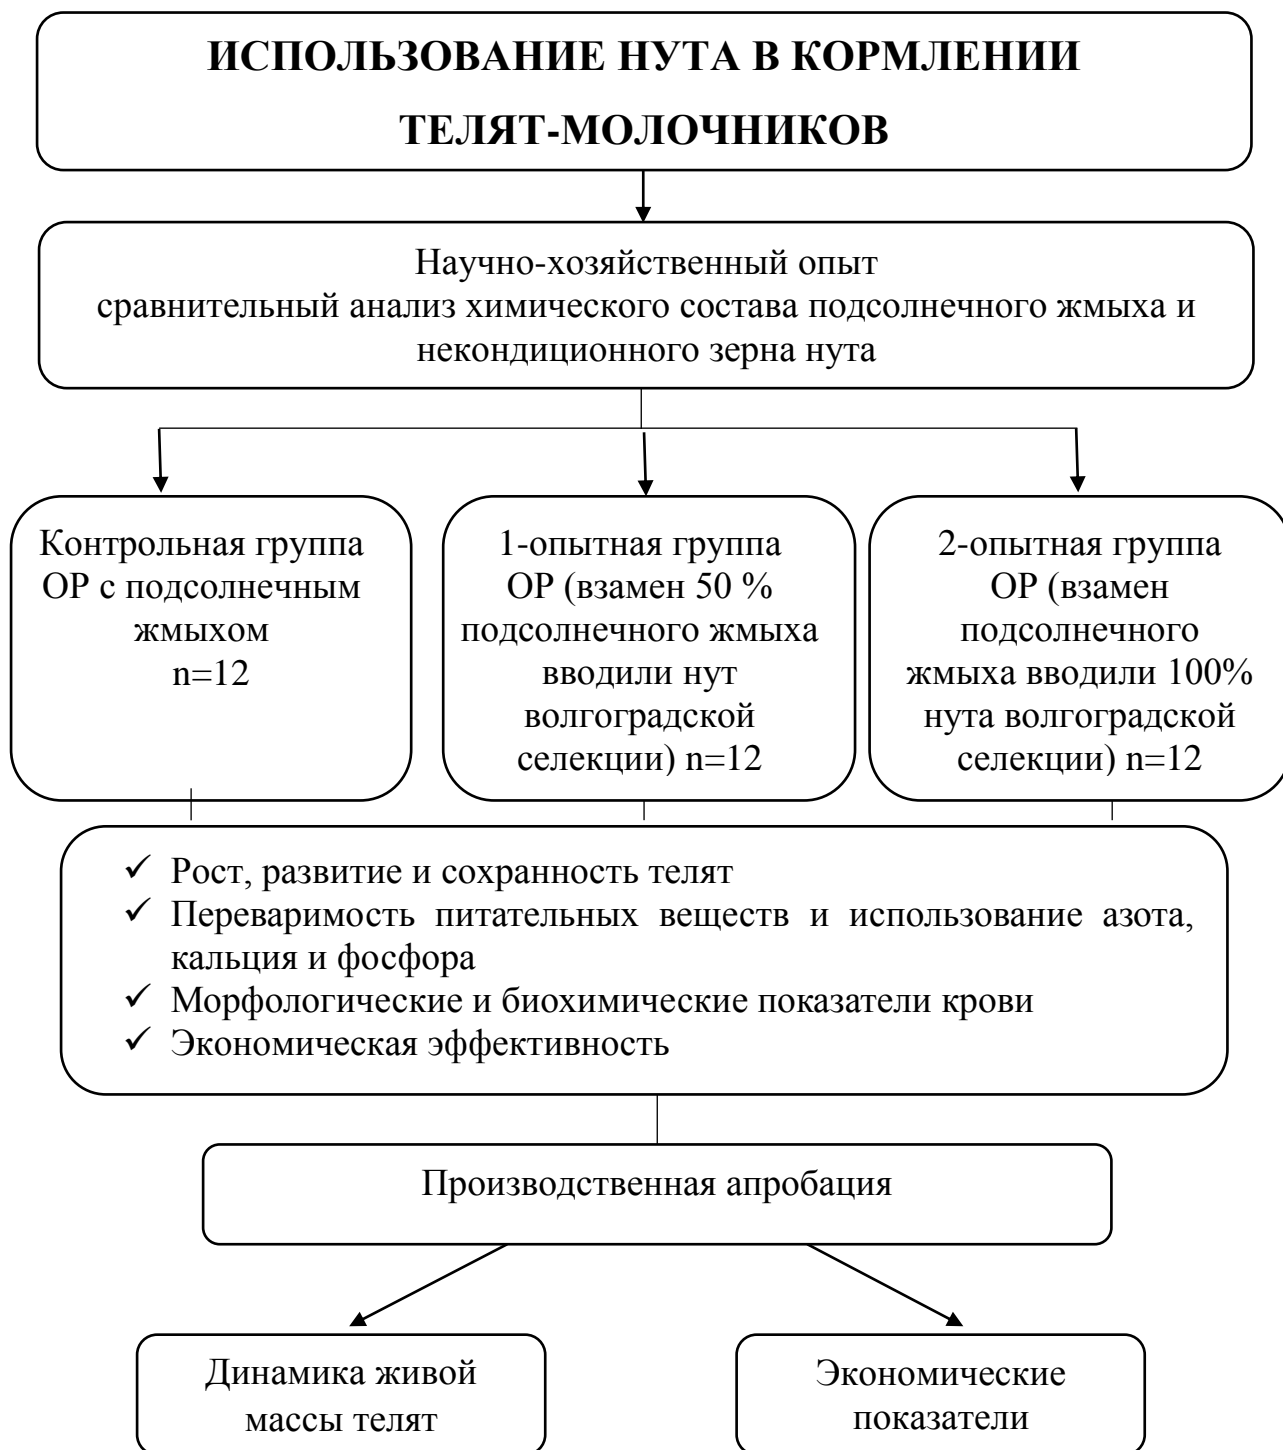 ИСПОЛЬЗОВАНИЕ НУТА В КОРМЛЕНИИ
ТЕЛЯТ-МОЛОЧНИКОВ
Научно-хозяйственный опыт
сравнительный анализ химического состава подсолнечного жмыха и
некондиционного зерна нута
Контрольная группа
ОР с подсолнечным
жмыхом
n=12
1-опытная группа
ОР (взамен 50 %
подсолнечного жмыха
вводили нут
волгоградской
селекции) n=12
2-опытная группа
ОР (взамен
подсолнечного
жмыха вводили 100%
нута волгоградской
селекции) n=12
✓ Рост, развитие и сохранность телят
✓ Переваримость питательных веществ и использование азота,
кальция и фосфора
✓ Морфологические и биохимические показатели крови
✓ Экономическая эффективность
Производственная апробация
Динамика живой
массы телят
Экономические
показатели